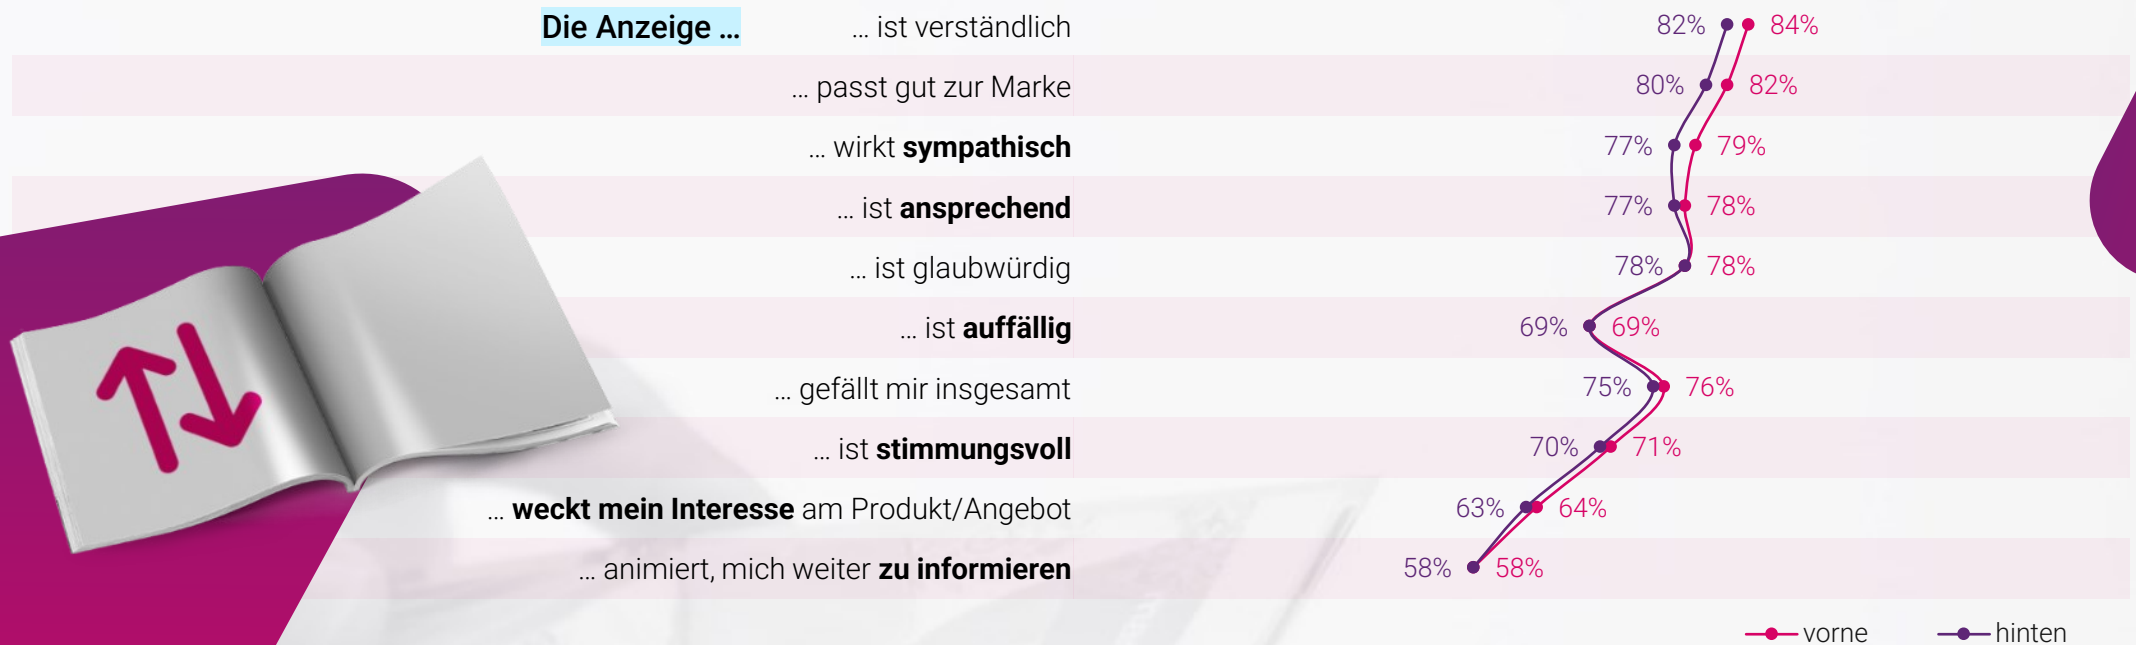 Die Anzeige ... ... ist verständlich 82% 84%
... passt gut zur Marke 80% 82%
... wirkt sympathisch 77% 79%
... ist ansprechend 77% 78%
... ist glaubwürdig 78% 78%
... ist auffällig 69% 69%
... gefällt mir insgesamt 75% 76%
... ist stimmungsvoll 70% 71%
... weckt mein Interesse am Produkt/Angebot 63% 64%
... animiert, mich weiter zu informieren 58% 58%
vorne hinten